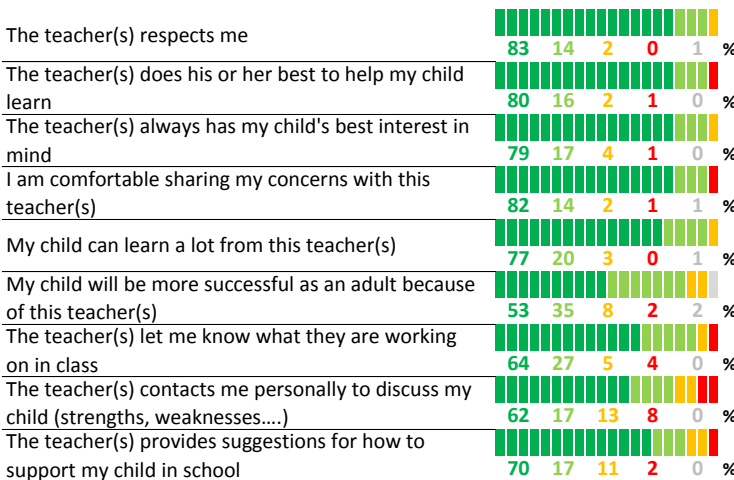 The teacher(s) respects me
83 14 2 0 1 %
The teacher(s) does his or her best to help my child
learn
80 16 2 1 0 %
The teacher(s) always has my child's best interest in
mind
79 17 4 1 0 %
I am comfortable sharing my concerns with this
teacher(s)
82 14 2 1 1 %
My child can learn a lot from this teacher(s)
77 20 3 0 1 %
My child will be more successful as an adult because
of this teacher(s)
53 35 8 2 2 %
The teacher(s) let me know what they are working
on in class
64 27 5 4 0 %
The teacher(s) contacts me personally to discuss my
child (strengths, weaknesses....)
62 17 13 8 0 %
The teacher(s) provides suggestions for how to
support my child in school
70 17 11 2 0 %